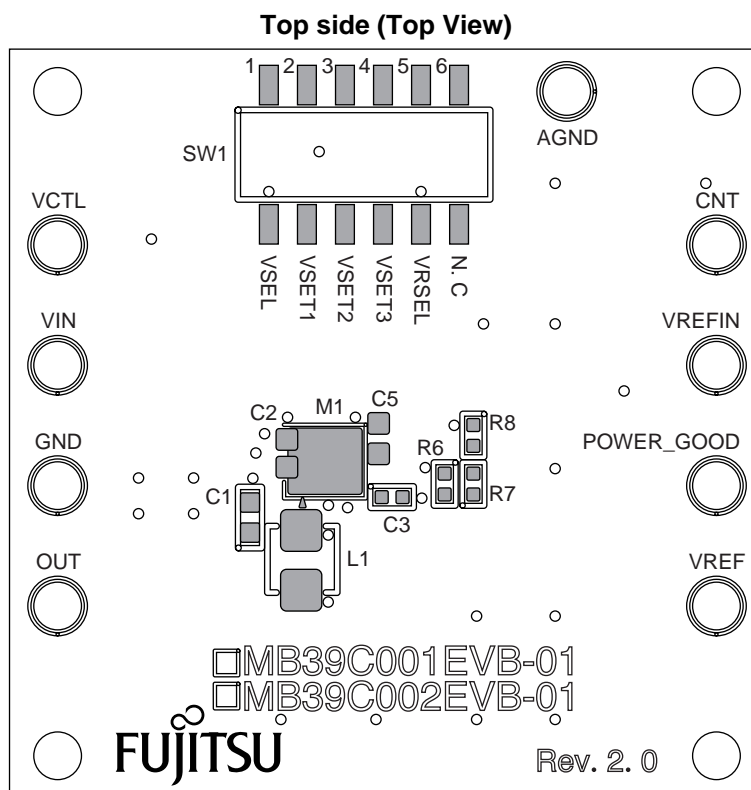 Top side (Top View)
1 2 3 4 5 6
AGND
SW1
VCTL
CNT
VSEL
VSET1
VSET2
VSET3
VRSEL
N. C
VIN
VREFIN
C2
M1
C5
R8
GND
R6
POWER_GOOD
C1
R7
C3
OUT
L1
VREF
MB39C001EVB-01
MB39C002EVB-01
FUJITSU
Rev. 2. 0